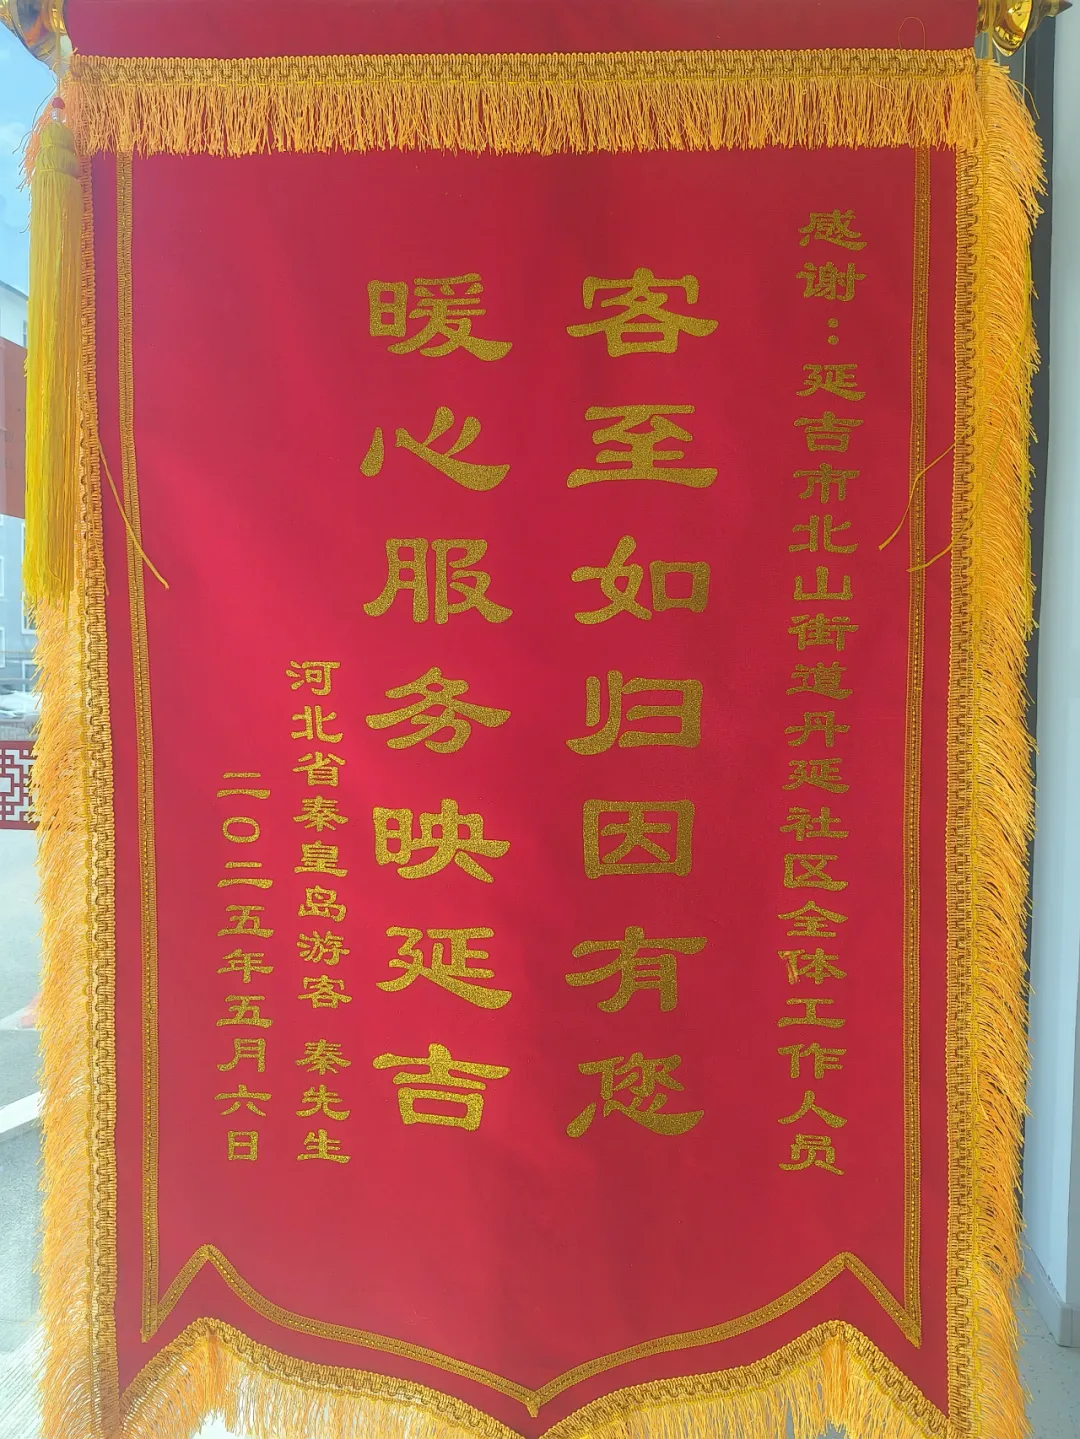 感谢：延吉市北山街道丹延社区全体工作人员
客至如归因有您
暖心服务映延吉
河北省秦皇岛游客 秦先生
二〇二五年五月六日